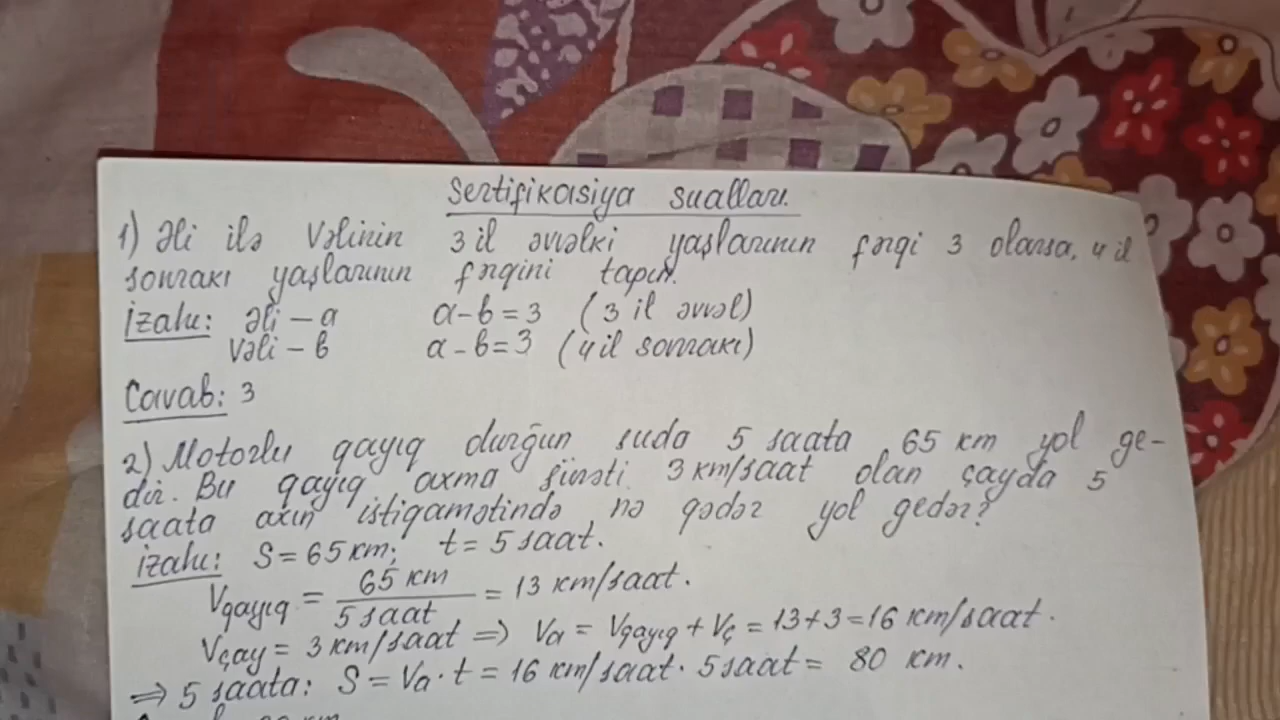 Sertifikasiya sualları.
1) Əli ilə Vəlinin 3 il əvvəlki yaşlarının fərqi 3 olarsa, 4 il
sonrakı yaşlarının fərqini tapın.
İzahı: Əli – a a-b=3 (3 il əvvəl)
Vəli – b a-b=3 (4 il sonrakı)
Cavab: 3
2) Motorlu qayıq durğun suda 5 saata 65 km yol ge-
dir. Bu qayıq axma sürəti 3 km/saat olan çayda 5
saata axın istiqamətində nə qədər yol gedər?
İzahı: S=65 km; t=5 saat.
Vqayıq = 65 km / 5 saat = 13 km/saat.
Vçay = 3 km/saat => Va = Vqayıq + Vç = 13+3=16 km/saat.
=> 5 saata: S = Va · t = 16 km/saat · 5 saat = 80 km.